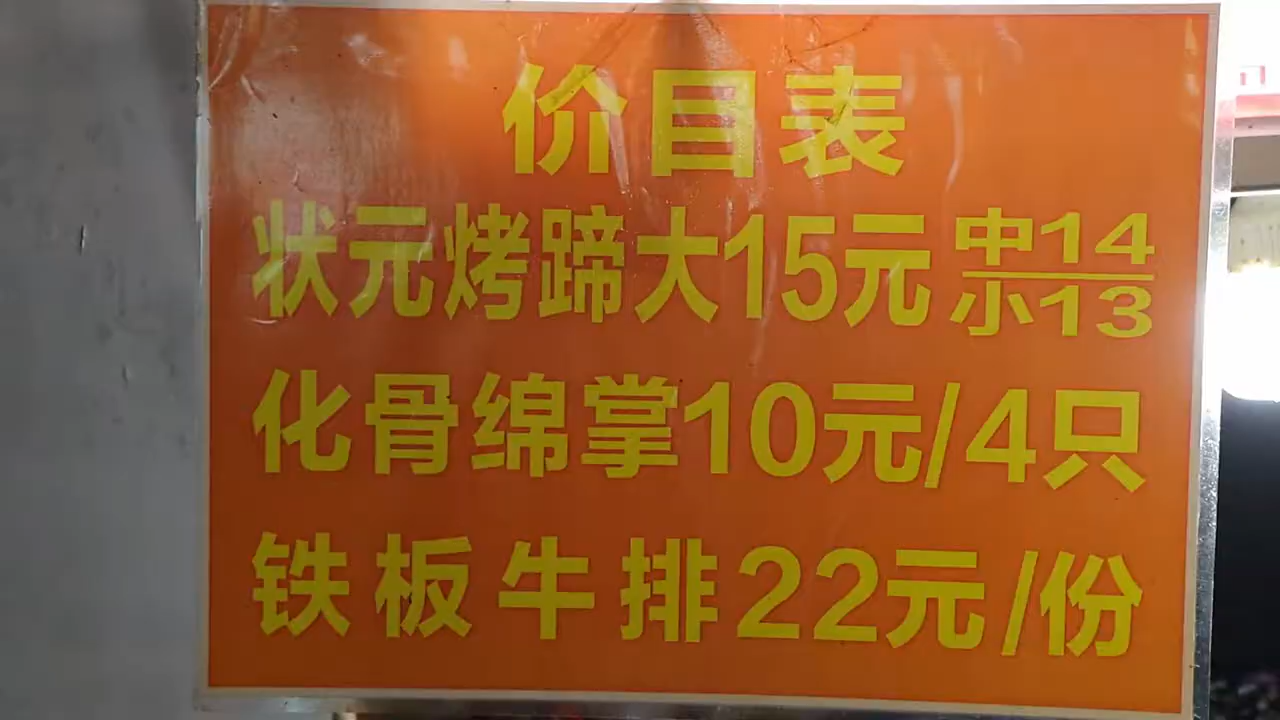 价目表
状元烤蹄大15元 中14
小13
化骨绵掌10元/4只
铁板牛排22元/份